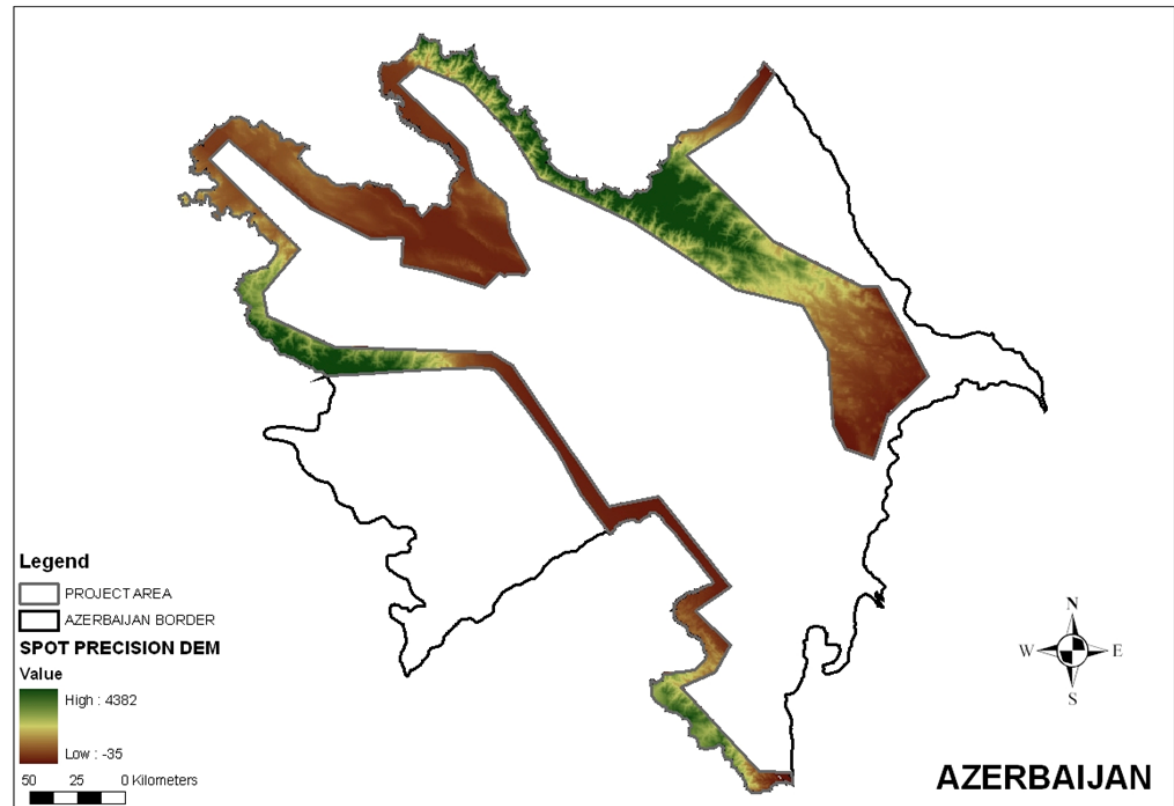 N
W E
S
Legend
PROJECT AREA
AZERBAIJAN BORDER
SPOT PRECISION DEM
Value
High : 4382
Low : -35
50 25 0 Kilometers
AZERBAIJAN